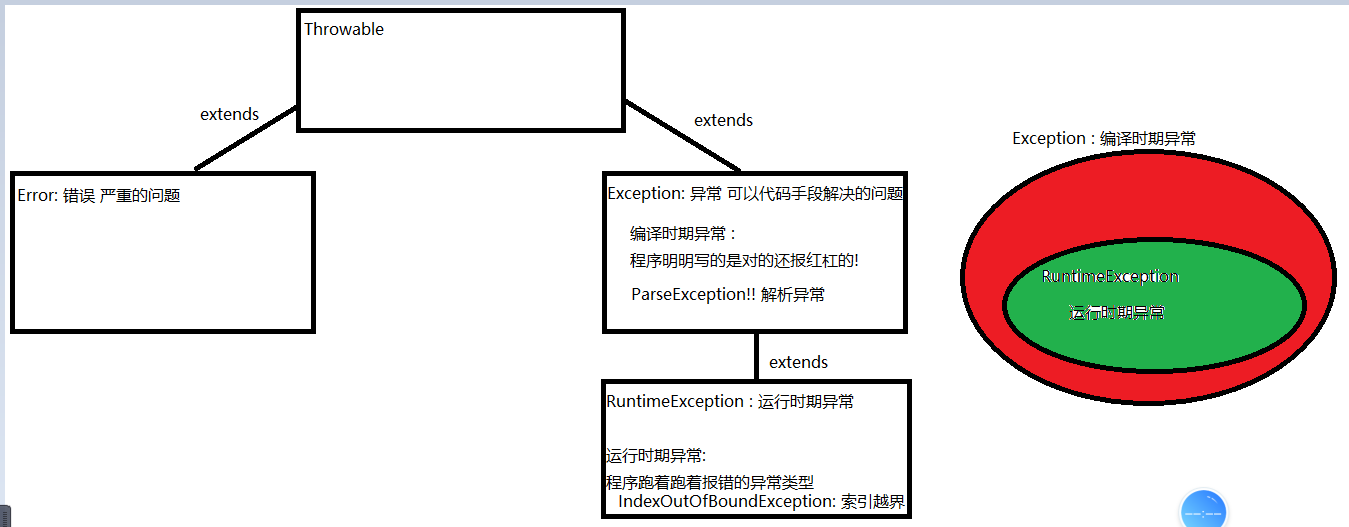 Throwable
extends
extends
Error: 错误 严重的问题
Exception: 异常 可以代码手段解决的问题
编译时期异常 :
程序明明写的是对的还报红杠的!
ParseException!! 解析异常
extends
RuntimeException : 运行时期异常
运行时期异常:
程序跑着跑着报错的异常类型
IndexOutOfBoundException: 索引越界
Exception : 编译时期异常
RuntimeException
运行时期异常